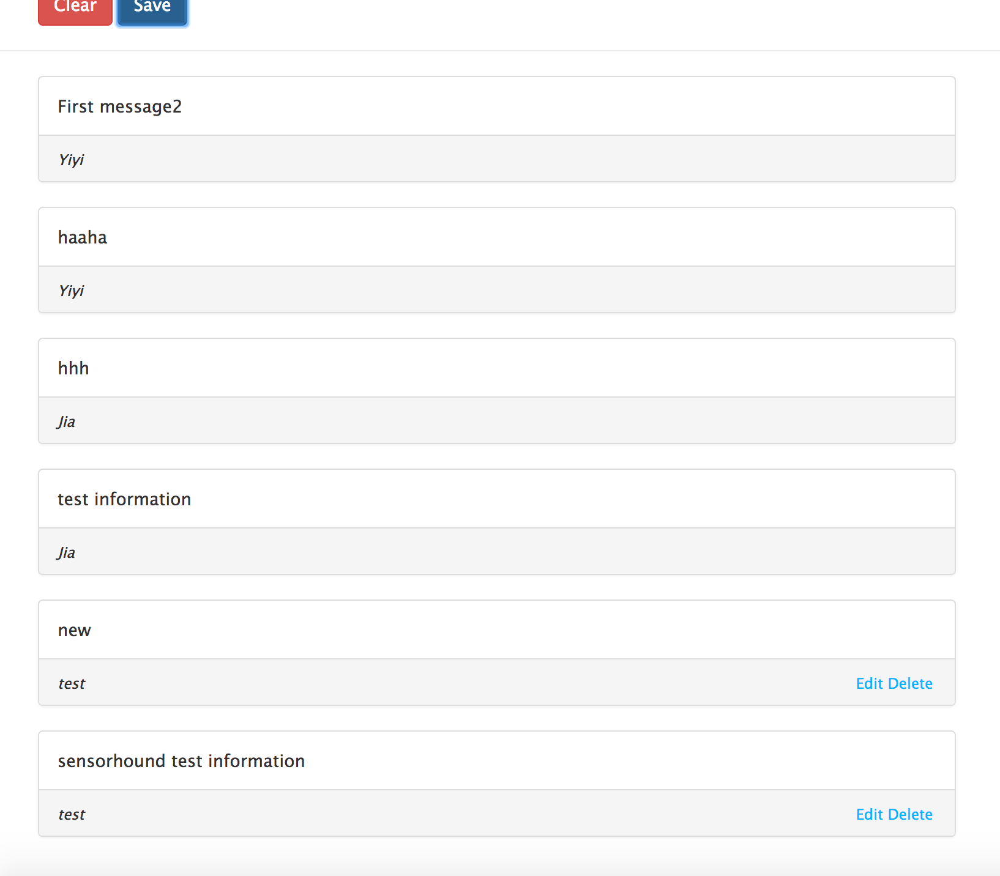 Clear Save
First message2
Yiyi
haaha
Yiyi
hhh
Jia
test information
Jia
new
test Edit Delete
sensorhound test information
test Edit Delete